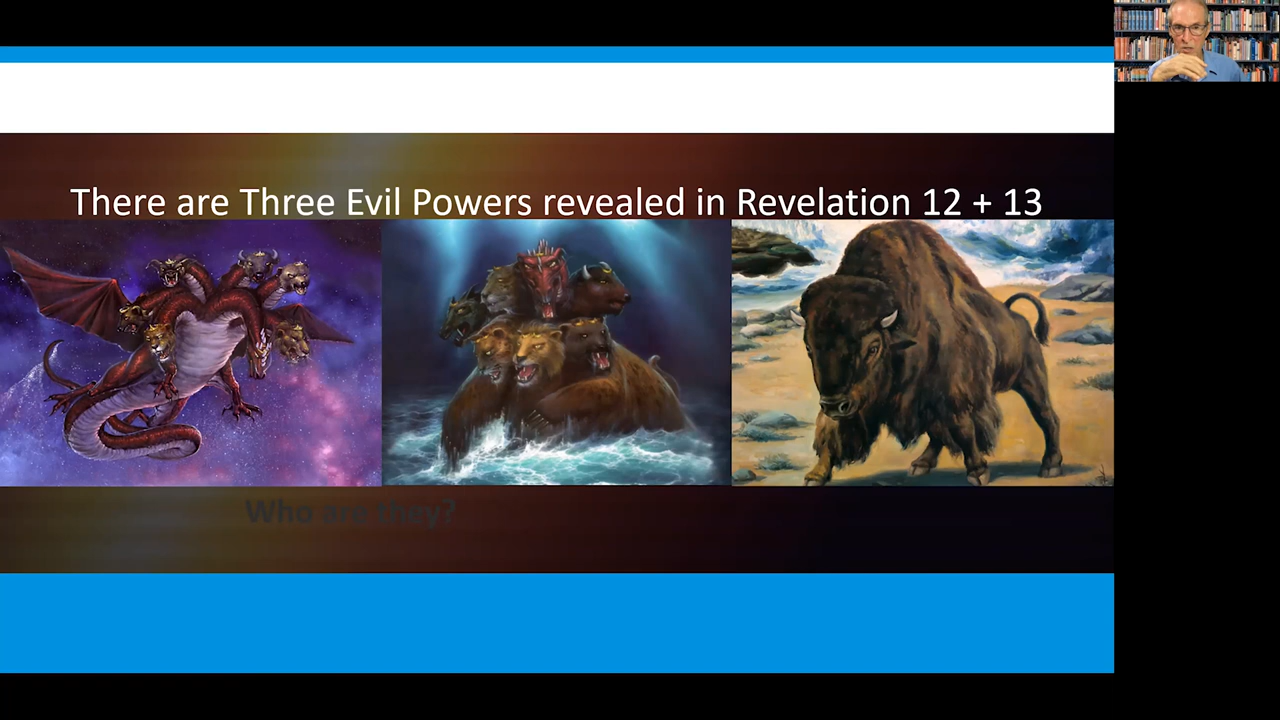 There are Three Evil Powers revealed in Revelation 12 + 13
Who are they?